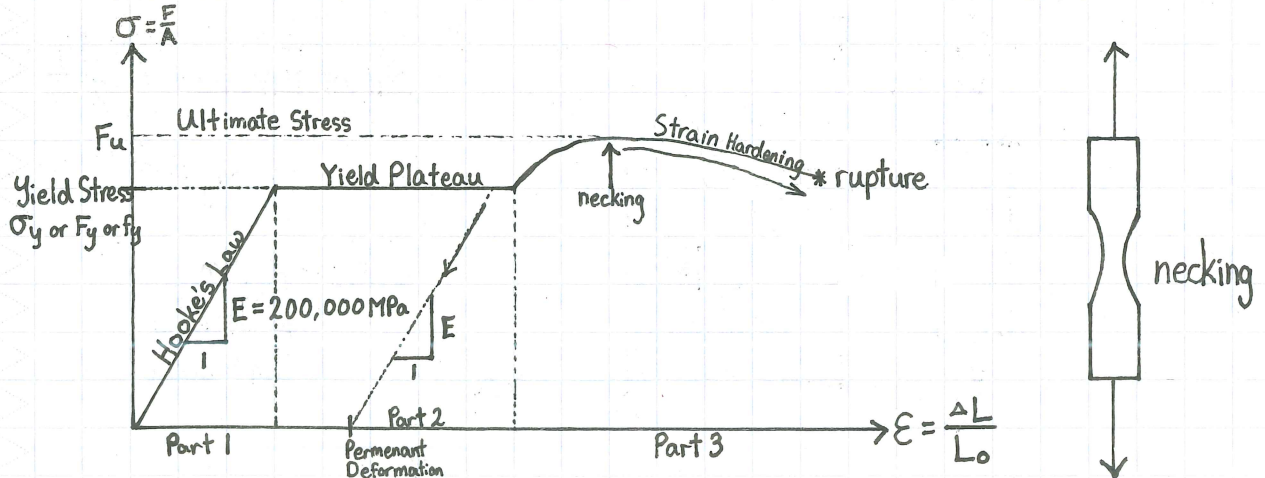 σ = F/A
Ultimate Stress
Fu
Strain Hardening
rupture
Yield Plateau
necking
Yield Stress
σy or Fy or fy
Hooke's Law
E = 200,000 MPa
1
E
1
necking
Part 1
Part 2
Permenant
Deformation
Part 3
ε = ΔL/Lo